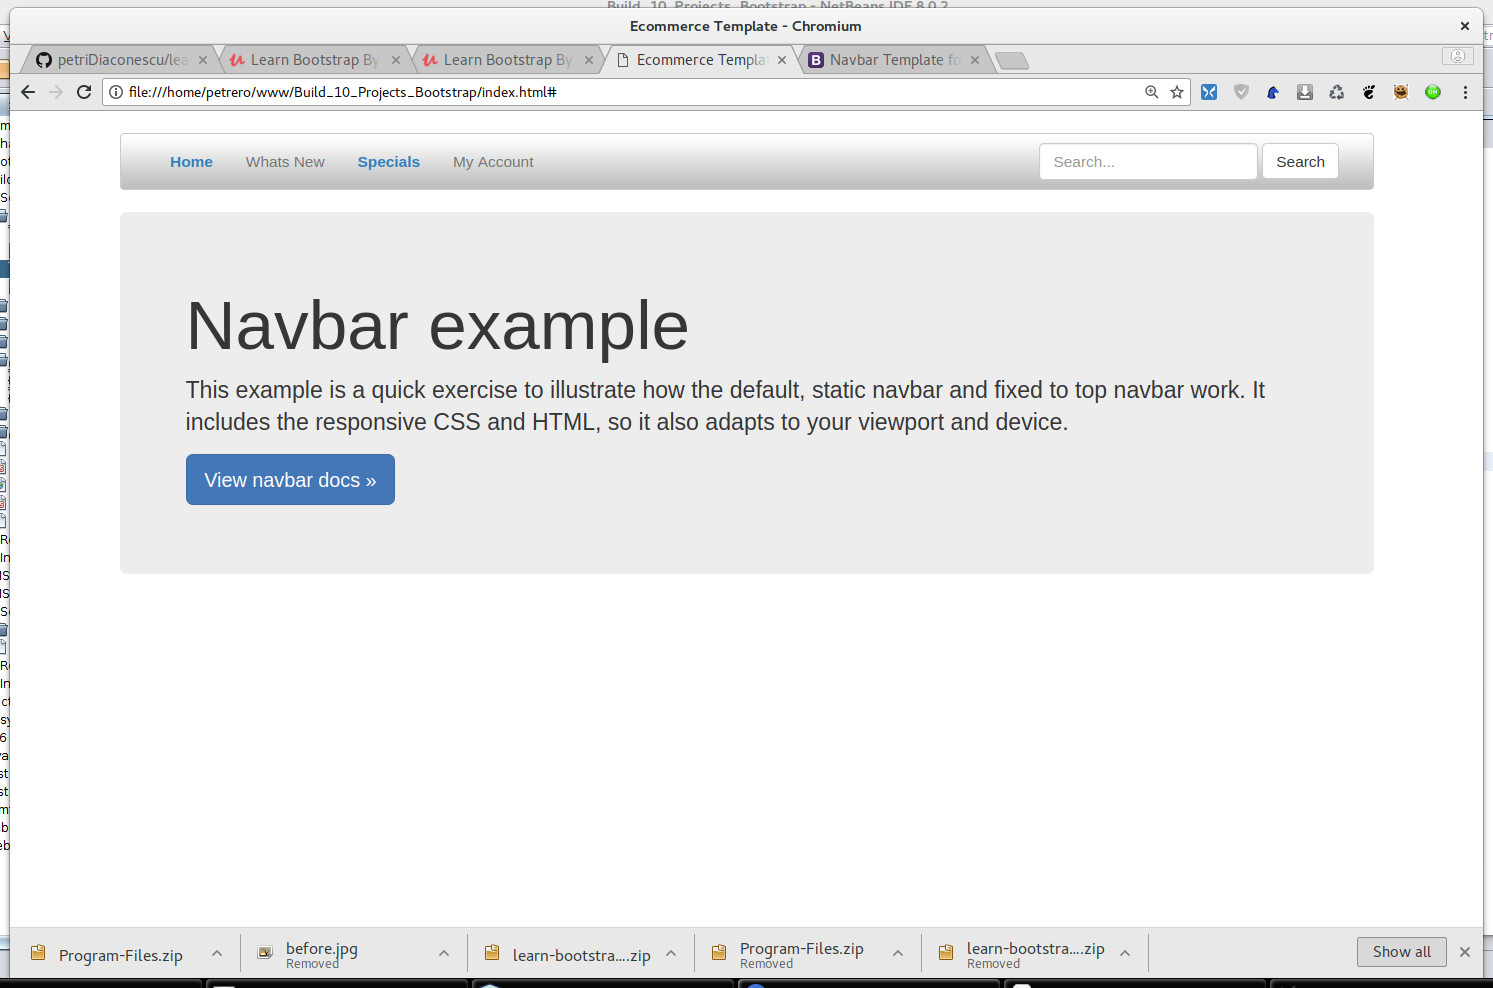 Build_10_Projects_Bootstrap - NetBeans IDE 8.0.2
Ecommerce Template - Chromium
petriDiaconescu/lea
Learn Bootstrap By
Learn Bootstrap By
Ecommerce Templa
Navbar Template fo
file:///home/petrero/www/Build_10_Projects_Bootstrap/index.html#
ON
Home
Whats New
Specials
My Account
Search...
Search
Navbar example
This example is a quick exercise to illustrate how the default, static navbar and fixed to top navbar work. It
includes the responsive CSS and HTML, so it also adapts to your viewport and device.
View navbar docs »
Program-Files.zip
before.jpg
Removed
learn-bootstra....zip
Program-Files.zip
Removed
learn-bootstra....zip
Removed
Show all